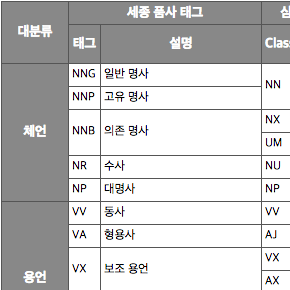 대분류 세종 품사 태그 심
태그 설명 Clas
체언 NNG 일반 명사 NN
NNP 고유 명사
NNB 의존 명사 NX
UM
NR 수사 NU
NP 대명사 NP
용언 VV 동사 VV
VA 형용사 AJ
VX 보조 용언 VX
AX